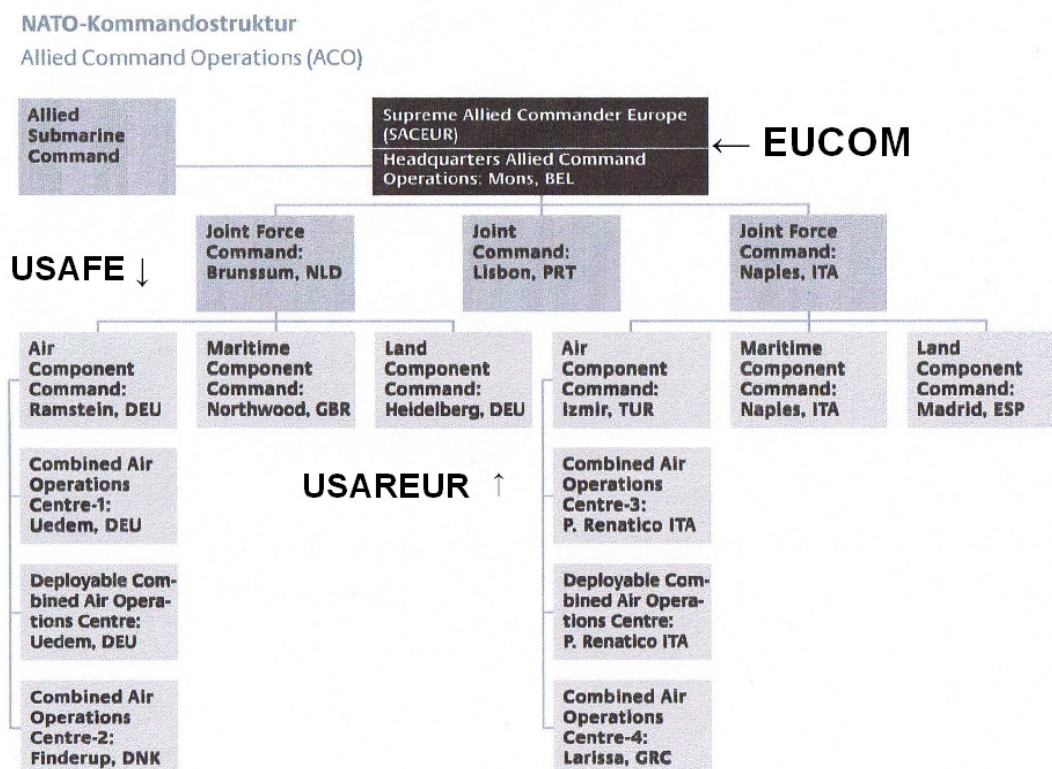 NATO-Kommandostruktur
Allied Command Operations (ACO)
Allied
Submarine
Command
Supreme Allied Commander Europe
(SACEUR)
Headquarters Allied Command
Operations: Mons, BEL
← EUCOM
Joint Force
Command:
Brunssum, NLD
Joint
Command:
Lisbon, PRT
Joint Force
Command:
Naples, ITA
USAFE ↓
Air
Component
Command:
Ramstein, DEU
Maritime
Component
Command:
Northwood, GBR
Land
Component
Command:
Heidelberg, DEU
Air
Component
Command:
Izmir, TUR
Maritime
Component
Command:
Naples, ITA
Land
Component
Command:
Madrid, ESP
USAREUR ↑
Combined Air
Operations
Centre-1:
Uedem, DEU
Combined Air
Operations
Centre-3:
P. Renatico ITA
Deployable Com-
bined Air Opera-
tions Centre:
Uedem, DEU
Deployable Com-
bined Air Opera-
tions Centre:
P. Renatico ITA
Combined Air
Operations
Centre-2:
Finderup, DNK
Combined Air
Operations
Centre-4:
Larissa, GRC